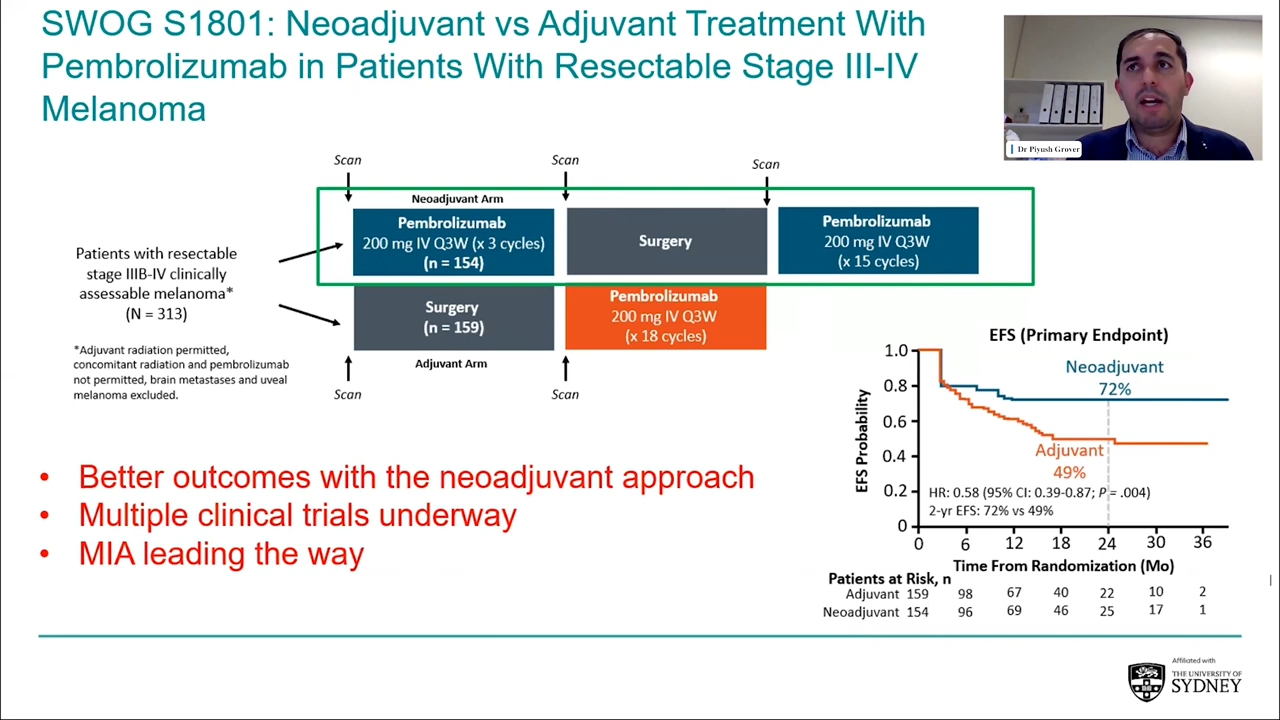 SWOG S1801: Neoadjuvant vs Adjuvant Treatment With
Pembrolizumab in Patients With Resectable Stage III-IV
Melanoma
Dr Piyush Grover
Scan
Scan
Scan
Neoadjuvant Arm
Pembrolizumab
200 mg IV Q3W (x 3 cycles)
(n = 154)
Surgery
Pembrolizumab
200 mg IV Q3W
(x 15 cycles)
Patients with resectable
stage IIIB-IV clinically
assessable melanoma*
(N = 313)
Surgery
(n = 159)
Pembrolizumab
200 mg IV Q3W
(x 18 cycles)
Adjuvant Arm
Scan
Scan
*Adjuvant radiation permitted,
concomitant radiation and pembrolizumab
not permitted, brain metastases and uveal
melanoma excluded.
• Better outcomes with the neoadjuvant approach
• Multiple clinical trials underway
• MIA leading the way
EFS (Primary Endpoint)
EFS Probability
1.0
0.8
0.6
0.4
0.2
0
Neoadjuvant
72%
Adjuvant
49%
HR: 0.58 (95% CI: 0.39-0.87; P = .004)
2-yr EFS: 72% vs 49%
0 6 12 18 24 30 36
Time From Randomization (Mo)
Patients at Risk, n
Adjuvant 159 98 67 40 22 10 2
Neoadjuvant 154 96 69 46 25 17 1
Affiliated with
THE UNIVERSITY OF
SYDNEY